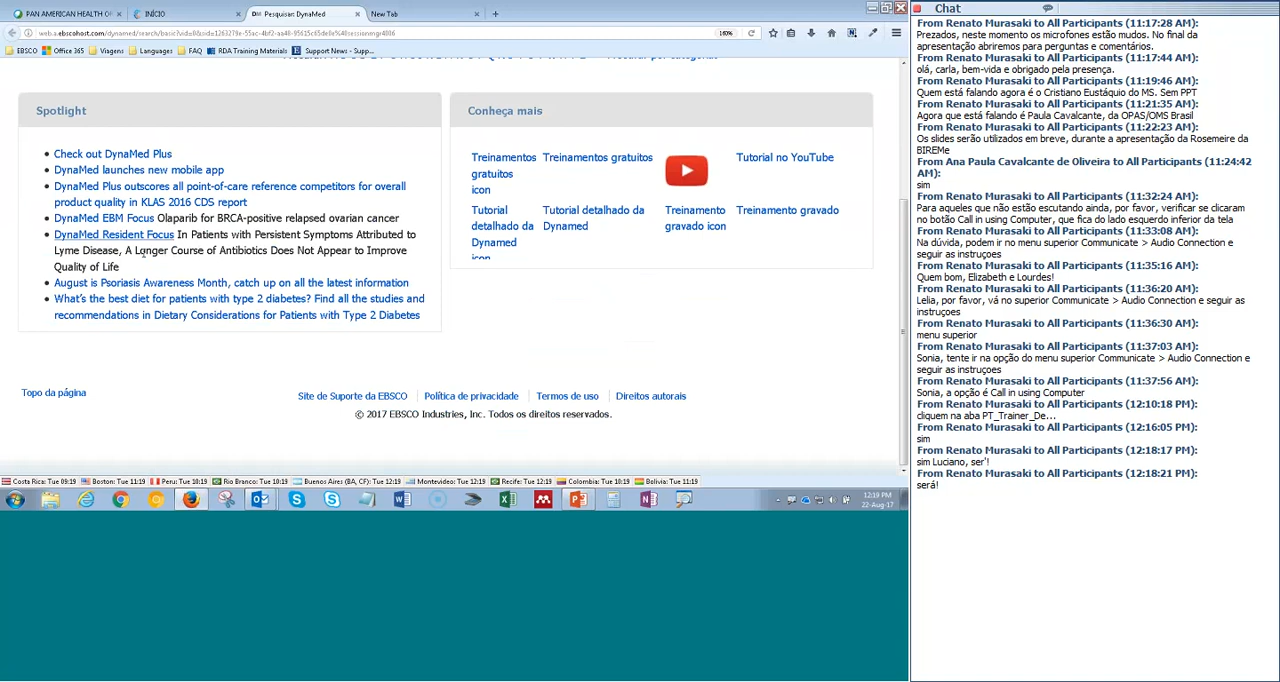 PAN AMERICAN HEALTH O
INÍCIO
Pesquisar: DynaMed
New Tab
160%
EBSCO
Office 365
Viagens
Languages
FAQ
RDA Training Materials
Support News - Supp...
Spotlight
Check out DynaMed Plus
DynaMed launches new mobile app
DynaMed Plus outscores all point-of-care reference competitors for overall
product quality in KLAS 2016 CDS report
DynaMed EBM Focus Olaparib for BRCA-positive relapsed ovarian cancer
DynaMed Resident Focus In Patients with Persistent Symptoms Attributed to
Lyme Disease, A Longer Course of Antibiotics Does Not Appear to Improve
Quality of Life
August is Psoriasis Awareness Month, catch up on all the latest information
What's the best diet for patients with type 2 diabetes? Find all the studies and
recommendations in Dietary Considerations for Patients with Type 2 Diabetes
Conheça mais
Treinamentos
gratuitos
icon
Treinamentos gratuitos
Tutorial no YouTube
Tutorial
detalhado da
Dynamed
icon
Tutorial detalhado da
Dynamed
Treinamento
gravado icon
Treinamento gravado
Topo da página
Site de Suporte da EBSCO
Política de privacidade
Termos de uso
Direitos autorais
© 2017 EBSCO Industries, Inc. Todos os direitos reservados.
Costa Rica: Tue 09:19
Boston: Tue 11:19
Peru: Tue 10:19
Rio Branco: Tue 10:19
Buenos Aires (BA, CF): Tue 12:19
Montevideo: Tue 12:19
Recife: Tue 12:19
Colombia: Tue 10:19
Bolivia: Tue 11:19
12:19 PM
22-Aug-17
Chat
From Renato Murasaki to All Participants (11:17:28 AM):
Prezados, neste momento os microfones estão mudos. No final da
apresentação abriremos para perguntas e comentários.
From Renato Murasaki to All Participants (11:17:44 AM):
olá, carla, bem-vida e obrigado pela presença.
From Renato Murasaki to All Participants (11:19:46 AM):
Quem está falando agora é o Cristiano Eustáquio do MS. Sem PPT
From Renato Murasaki to All Participants (11:21:35 AM):
Agora que está falando é Paula Cavalcante, da OPAS/OMS Brasil
From Renato Murasaki to All Participants (11:22:23 AM):
Os slides serão utilizados em breve, durante a apresentação da Rosemeire da
BIREMe
From Ana Paula Cavalcante de Oliveira to All Participants (11:24:42
AM):
sim
From Renato Murasaki to All Participants (11:32:24 AM):
Para aqueles que não estão escutando ainda, por favor, verificar se clicaram
no botão Call in using Computer, que fica do lado esquerdo inferior da tela
From Renato Murasaki to All Participants (11:33:08 AM):
Na dúvida, podem ir no menu superior Communicate > Audio Connection e
seguir as instruçoes
From Renato Murasaki to All Participants (11:35:16 AM):
Quem bom, Elizabeth e Lourdes!
From Renato Murasaki to All Participants (11:36:20 AM):
Lelia, por favor, vá no superior Communicate > Audio Connection e seguir as
instruçoes
From Renato Murasaki to All Participants (11:36:30 AM):
menu superior
From Renato Murasaki to All Participants (11:37:03 AM):
Sonia, tente ir na opção do menu superior Communicate > Audio Connection e
seguir as instruçoes
From Renato Murasaki to All Participants (11:37:56 AM):
Sonia, a opção é Call in using Computer
From Renato Murasaki to All Participants (12:10:18 PM):
cliquem na aba PT_Trainer_De...
From Renato Murasaki to All Participants (12:16:05 PM):
sim
From Renato Murasaki to All Participants (12:18:17 PM):
sim Luciano, ser'!
From Renato Murasaki to All Participants (12:18:21 PM):
será!